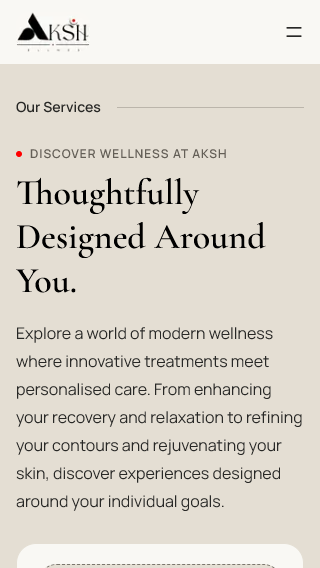 AKSH
Our Services
DISCOVER WELLNESS AT AKSH
Thoughtfully
Designed Around
You.
Explore a world of modern wellness
where innovative treatments meet
personalised care. From enhancing
your recovery and relaxation to refining
your contours and rejuvenating your
skin, discover experiences designed
around your individual goals.